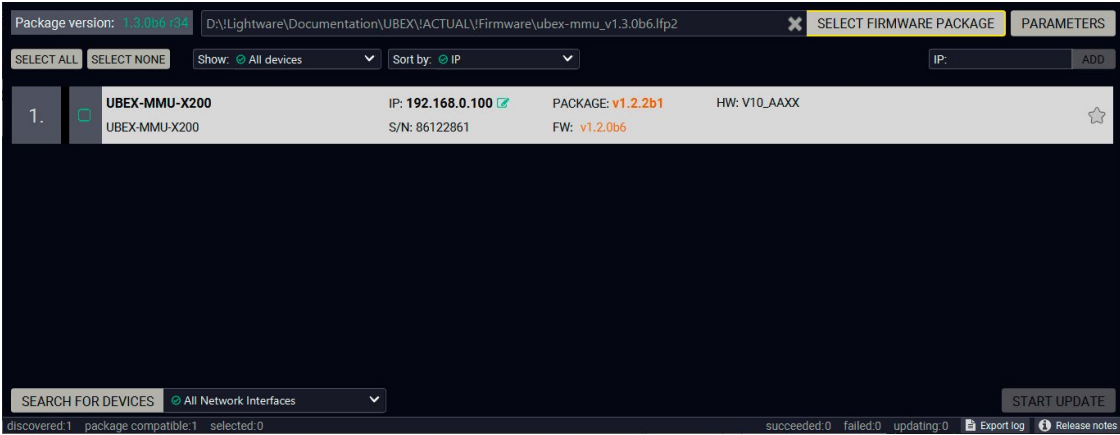 Package version: 1.3.0b6 r34 D:\!Lightware\Documentation\UBEX\!ACTUAL\!Firmware\ubex-mmu_v1.3.0b6.lfp2 SELECT FIRMWARE PACKAGE PARAMETERS
SELECT ALL SELECT NONE Show: All devices Sort by: IP IP: ADD
1. UBEX-MMU-X200 IP: 192.168.0.100 PACKAGE: v1.2.2b1 HW: V10_AAXX
UBEX-MMU-X200 S/N: 86122861 FW: v1.2.0b6
SEARCH FOR DEVICES All Network Interfaces START UPDATE
discovered:1 package compatible:1 selected:0 succeeded:0 failed:0 updating:0 Export log Release notes